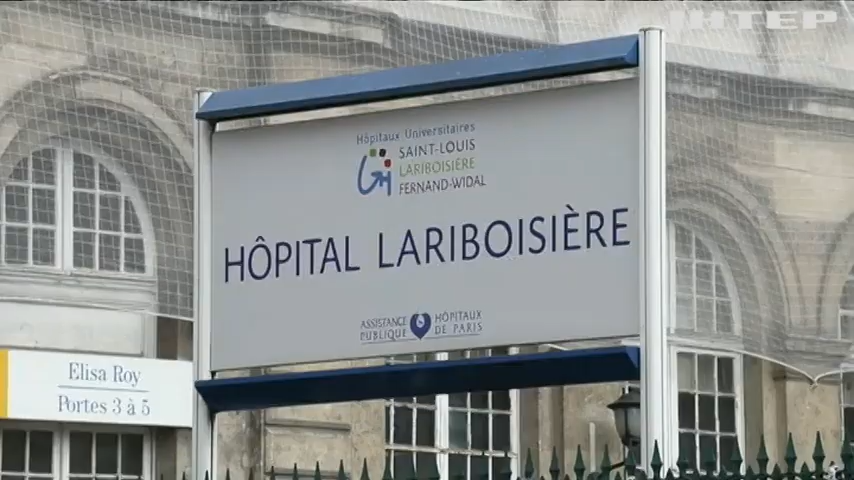 ІНТЕР
Hôpitaux Universitaires
SAINT-LOUIS
LARIBOISIÈRE
FERNAND-WIDAL
HÔPITAL LARIBOISIÈRE
ASSISTANCE HÔPITAUX
PUBLIQUE DE PARIS
Elisa Roy
Portes 3 à 5